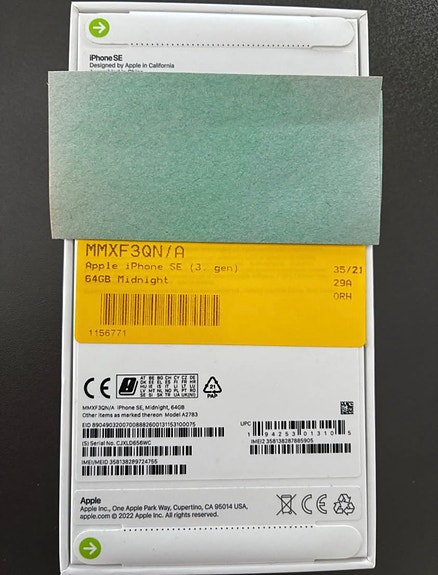 iPhone SE
Designed by Apple in California
MMXF3QN/A
Apple iPhone SE (3. gen) 35/21
64GB Midnight 29A
ORH
1156771
MMXF3QN/A iPhone SE, Midnight, 64GB
Other items as marked thereon Model A2783
EID 89049032007008882600131153100075
UPC
(S) Serial No. CJXLD656WC
IMEI2 358138287885905
IMEI/MEID 358138289724755
Apple
Apple Inc., One Apple Park Way, Cupertino, CA 95014 USA,
apple.com © 2022 Apple Inc. All rights reserved.